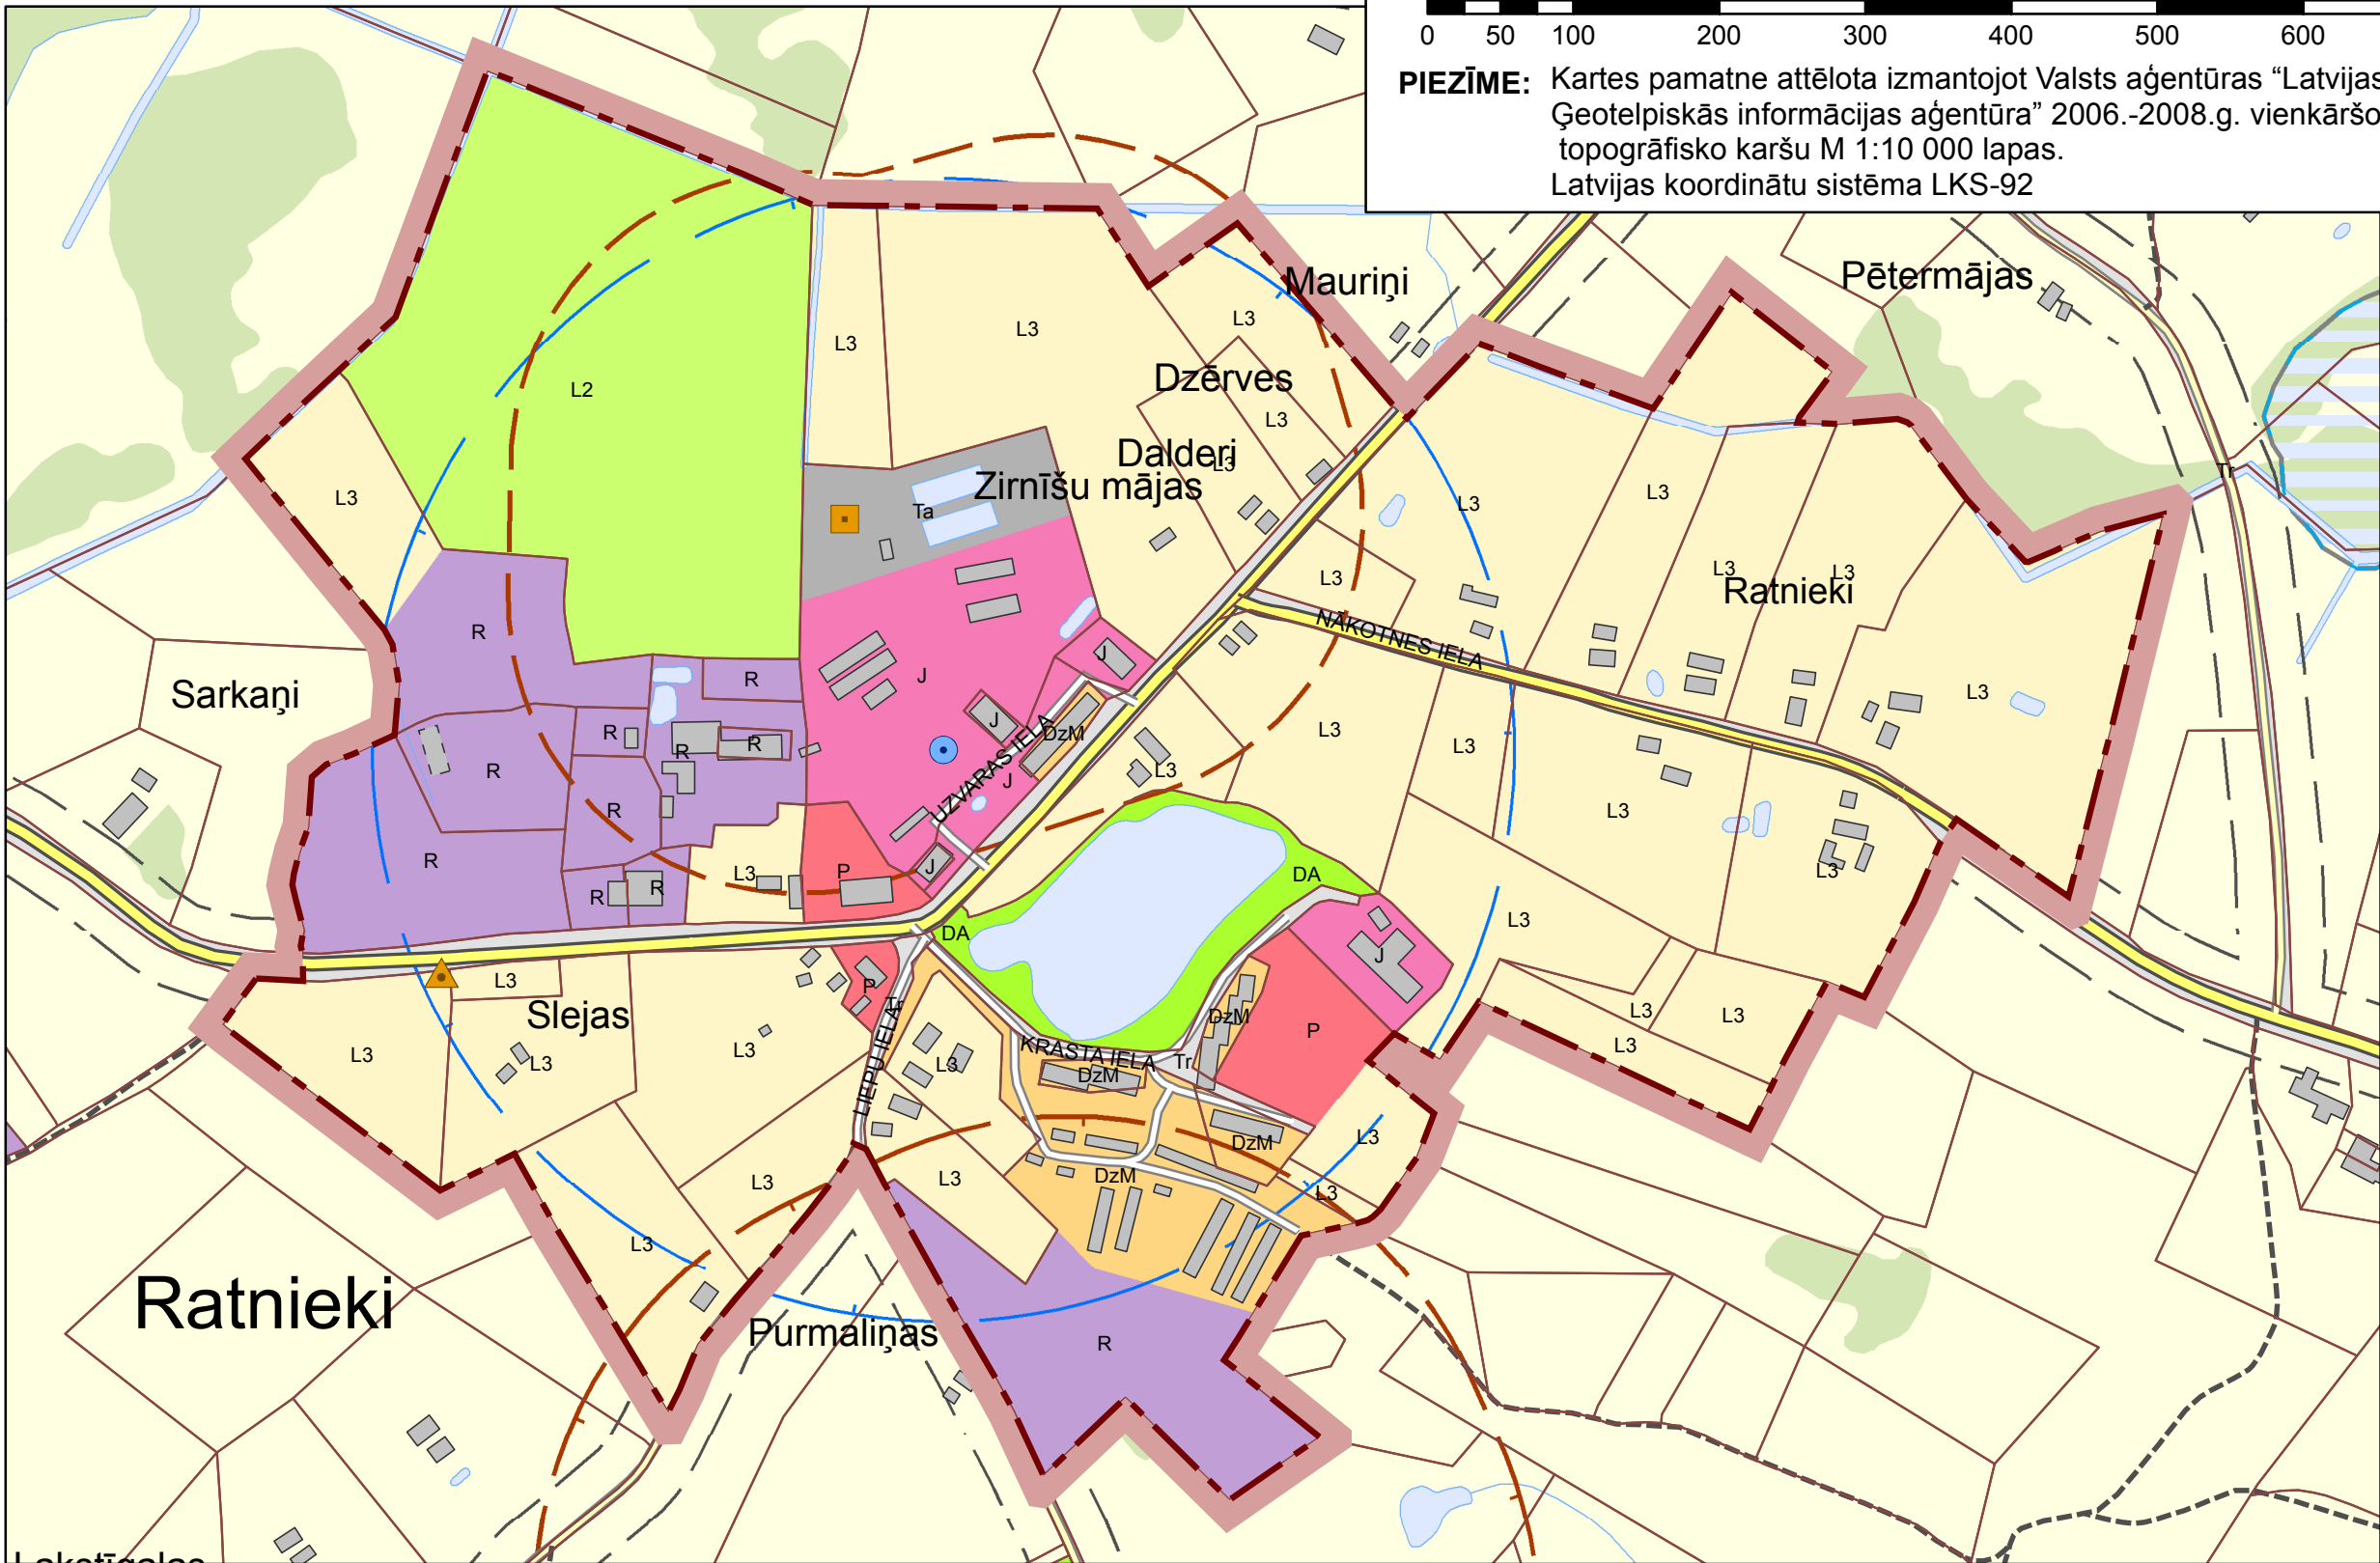 0 50 100 200 300 400 500 600
PIEZĪME: Kartes pamatne attēlota izmantojot Valsts aģentūras “Latvijas
Ģeotelpiskās informācijas aģentūra” 2006.-2008.g. vienkāršo
topogrāfisko karšu M 1:10 000 lapas.
Latvijas koordinātu sistēma LKS-92
Mauriņi
Pētermājas
L3
L3
L3
L2
Dzērves
L3
Dalderi
L3
Zirnīšu mājas
Tr
L3
Ta
L3
L3
L3
L3
L3
Ratnieki
NĀKOTNES IELA
R
J
J
R
L3
Sarkaņi
J
DzM
R
R
R
L3
L3
UZVARAS IELA
R
L3
J
R
L3
R
L3
P
J
DA
L3
R
R
DA
L3
J
L3
P
Tr
L3
L3
Slejas
DzM
P
L3
L3
L3
L3
LIEPU IELA
L3
KRASTA IELA
Tr
DzM
L3
DzM
L3
L3
DzM
L3
L3
Ratnieki
Purmaliņas
R